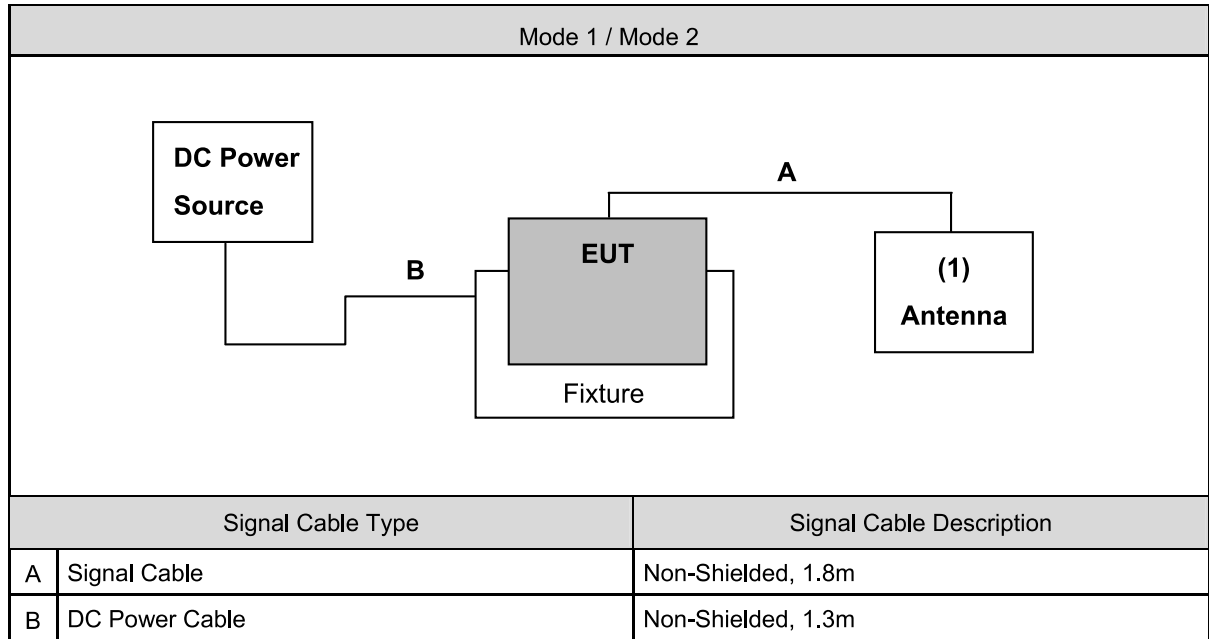 Mode 1 / Mode 2
DC Power
Source
A
B
EUT
(1)
Antenna
Fixture
Signal Cable Type Signal Cable Description
A Signal Cable Non-Shielded, 1.8m
B DC Power Cable Non-Shielded, 1.3m